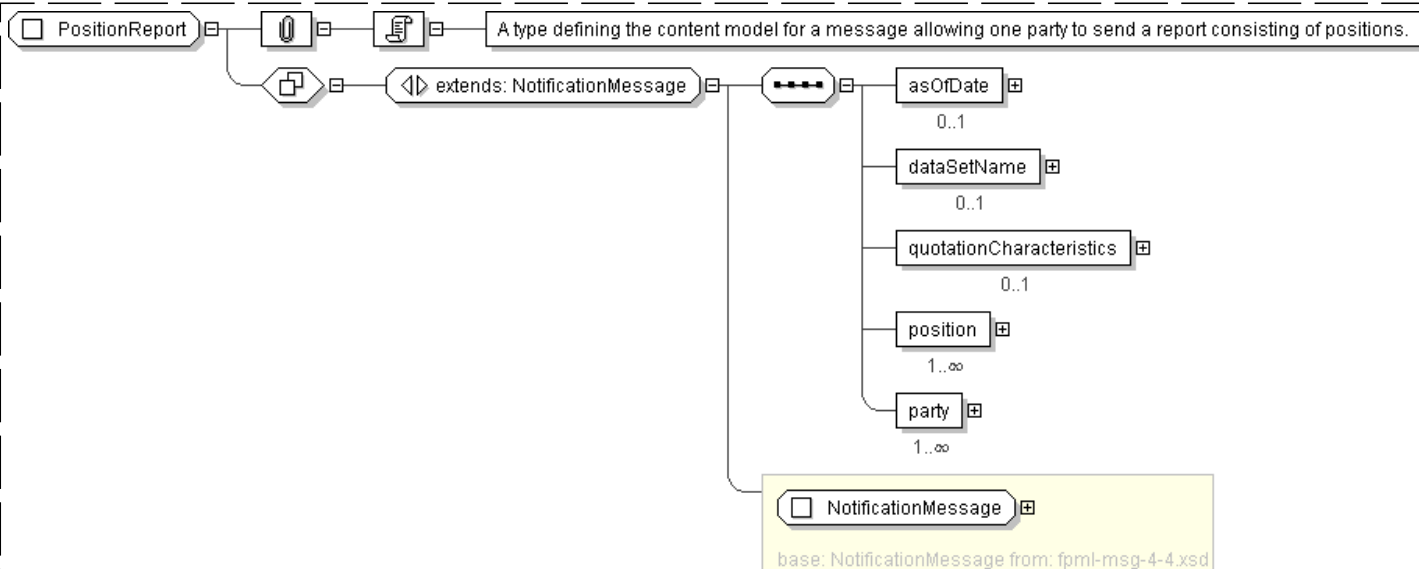 PositionReport
A type defining the content model for a message allowing one party to send a report consisting of positions.
extends: NotificationMessage
asOfDate
0..1
dataSetName
0..1
quotationCharacteristics
0..1
position
1..∞
party
1..∞
NotificationMessage
base: NotificationMessage from: fpml-msg-4-4.xsd